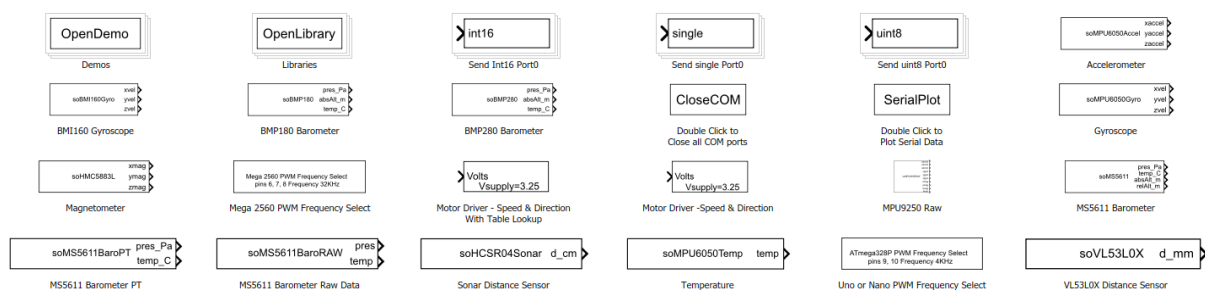 OpenDemo
Demos
OpenLibrary
Libraries
int16
Send Int16 Port0
single
Send single Port0
uint8
Send uint8 Port0
soMPU6050Accel
xaccel
yaccel
zaccel
Accelerometer
soBMI160Gyro
xvel
yvel
zvel
BMI160 Gyroscope
soBMP180
pres_Pa
absAlt_m
temp_C
BMP180 Barometer
soBMP280
pres_Pa
absAlt_m
temp_C
BMP280 Barometer
CloseCOM
Double Click to
Close all COM ports
SerialPlot
Double Click to
Plot Serial Data
soMPU6050Gyro
xvel
yvel
zvel
Gyroscope
soHMC5883L
xmag
ymag
zmag
Magnetometer
Mega 2560 PWM Frequency Select
pins 6, 7, 8 Frequency 32KHz
Mega 2560 PWM Frequency Select
Volts
Vsupply=3.25
Motor Driver - Speed & Direction
With Table Lookup
Volts
Vsupply=3.25
Motor Driver -Speed & Direction
MPU9250 Raw
soMS5611
pres_Pa
temp_C
absAlt_m
relAlt_m
MS5611 Barometer
soMS5611BaroPT
pres_Pa
temp_C
MS5611 Barometer PT
soMS5611BaroRAW
pres
temp
MS5611 Barometer Raw Data
soHCSR04Sonar d_cm
Sonar Distance Sensor
soMPU6050Temp temp
Temperature
ATmega328P PWM Frequency Select
pins 9, 10 Frequency 4KHz
Uno or Nano PWM Frequency Select
soVL53L0X d_mm
VL53L0X Distance Sensor